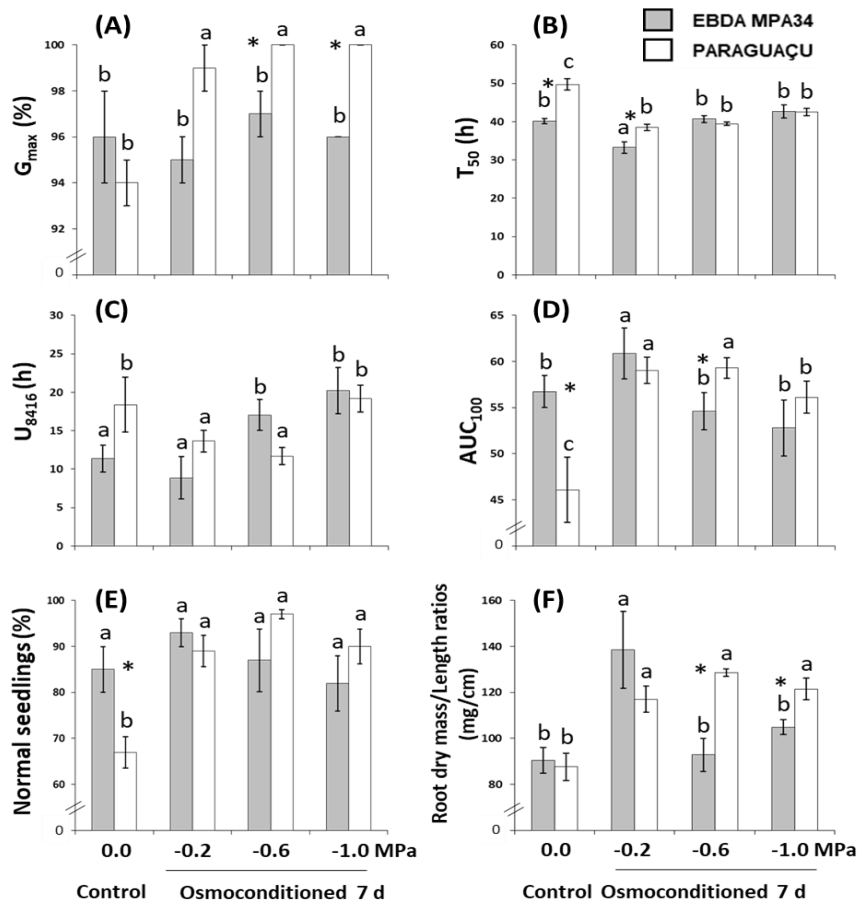 EBDA MPA34
PARAGUAÇU
(A)
Gmax (%)
100
98
96
94
92
0
b
b
b
a
*
b
a
*
b
a
(B)
T50 (h)
60
50
40
30
20
10
0
*
b
c
*
a
b
b
b
b
b
(C)
U8416 (h)
30
25
20
15
10
5
0
a
b
a
a
b
a
b
b
(D)
AUC100
65
60
55
50
45
0
b
*
c
a
a
*
b
a
b
b
(E)
Normal seedlings (%)
100
90
80
70
60
0
a
*
b
a
a
a
a
a
a
(F)
Root dry mass/Length ratios
(mg/cm)
160
140
120
100
80
0
b
b
a
a
*
b
a
*
b
a
0.0 -0.2 -0.6 -1.0 MPa
Control Osmoconditioned 7 d
0.0 -0.2 -0.6 -1.0 MPa
Control Osmoconditioned 7 d